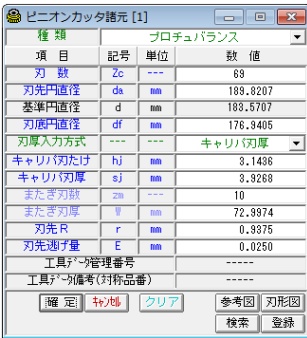 ピニオンカッタ諸元 [1]
種 類 プロチュバランス
項 目 記号 単位 数 値
刃 数 Zc --- 69
刃先円直径 da mm 189.8207
基準円直径 d mm 183.5707
刃底円直径 df mm 176.9405
刃厚入力方式 --- --- キャリパ刃厚
キャリパ刃たけ hj mm 3.1436
キャリパ刃厚 sj mm 3.9268
またぎ刃数 zm --- 10
またぎ刃厚 W mm 72.9974
刃先R r mm 0.9375
刃先逃げ量 E mm 0.0250
工具データ管理番号 -----
工具データ備考(対称品番) -----
確 定 キャンセル クリア 参考図 刃形図
検索 登録